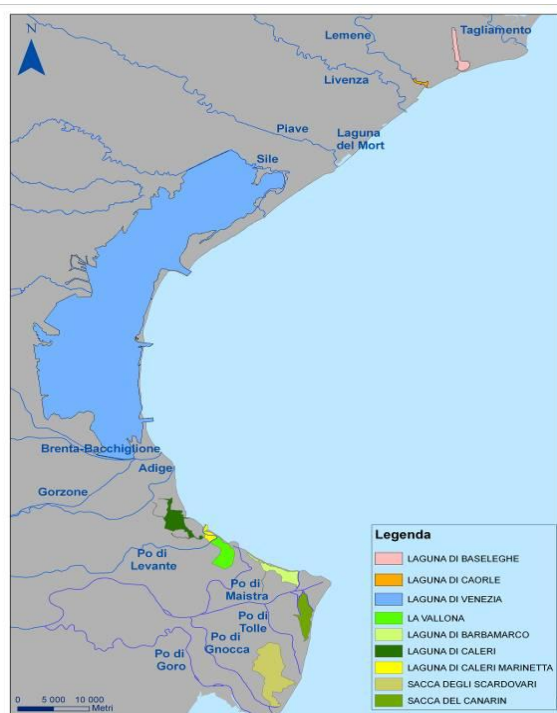 N
Lemene
Tagliamento
Livenza
Piave
Laguna
del Mort
Sile
Brenta-Bacchiglione
Adige
Gorzone
Po di
Levante
Po di
Maistra
Po di
Tolle
Po di
Gnocca
Po di
Goro
Legenda
LAGUNA DI BASELEGHE
LAGUNA DI CAORLE
LAGUNA DI VENEZIA
LA VALLONA
LAGUNA DI BARBAMARCO
LAGUNA DI CALERI
LAGUNA DI CALERI MARINETTA
SACCA DEGLI SCARDOVARI
SACCA DEL CANARIN
0 5 000 10 000
Metri